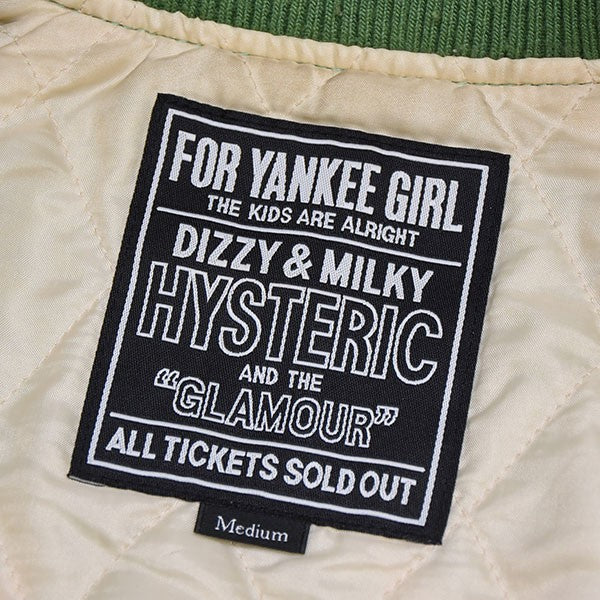 FOR YANKEE GIRL
THE KIDS ARE ALRIGHT
DIZZY & MILKY
HYSTERIC
AND THE
"GLAMOUR"
ALL TICKETS SOLD OUT
Medium